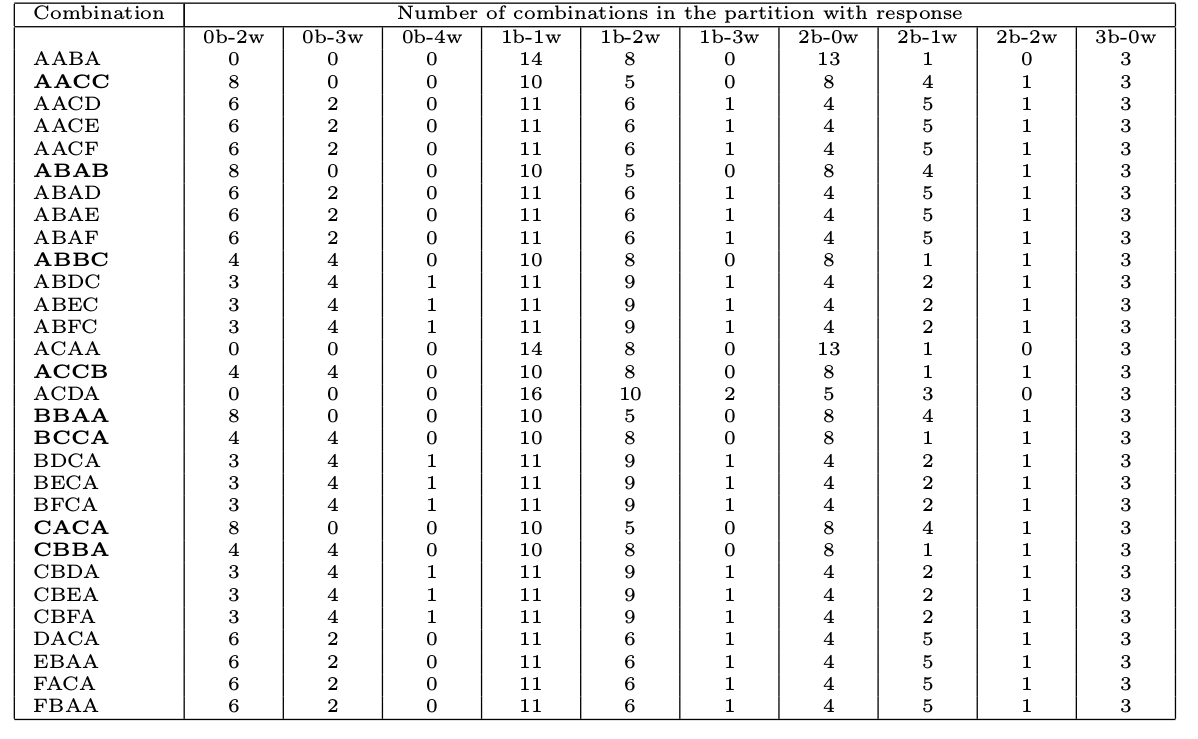 Combination Number of combinations in the partition with response
0b-2w 0b-3w 0b-4w 1b-1w 1b-2w 1b-3w 2b-0w 2b-1w 2b-2w 3b-0w
AABA 0 0 0 14 8 0 13 1 0 3
AACC 8 0 0 10 5 0 8 4 1 3
AACD 6 2 0 11 6 1 4 5 1 3
AACE 6 2 0 11 6 1 4 5 1 3
AACF 6 2 0 11 6 1 4 5 1 3
ABAB 8 0 0 10 5 0 8 4 1 3
ABAD 6 2 0 11 6 1 4 5 1 3
ABAE 6 2 0 11 6 1 4 5 1 3
ABAF 6 2 0 11 6 1 4 5 1 3
ABBC 4 4 0 10 8 0 8 1 1 3
ABDC 3 4 1 11 9 1 4 2 1 3
ABEC 3 4 1 11 9 1 4 2 1 3
ABFC 3 4 1 11 9 1 4 2 1 3
ACAA 0 0 0 14 8 0 13 1 0 3
ACCB 4 4 0 10 8 0 8 1 1 3
ACDA 0 0 0 16 10 2 5 3 0 3
BBAA 8 0 0 10 5 0 8 4 1 3
BCCA 4 4 0 10 8 0 8 1 1 3
BDCA 3 4 1 11 9 1 4 2 1 3
BECA 3 4 1 11 9 1 4 2 1 3
BFCA 3 4 1 11 9 1 4 2 1 3
CACA 8 0 0 10 5 0 8 4 1 3
CBBA 4 4 0 10 8 0 8 1 1 3
CBDA 3 4 1 11 9 1 4 2 1 3
CBEA 3 4 1 11 9 1 4 2 1 3
CBFA 3 4 1 11 9 1 4 2 1 3
DACA 6 2 0 11 6 1 4 5 1 3
EBAA 6 2 0 11 6 1 4 5 1 3
FACA 6 2 0 11 6 1 4 5 1 3
FBAA 6 2 0 11 6 1 4 5 1 3